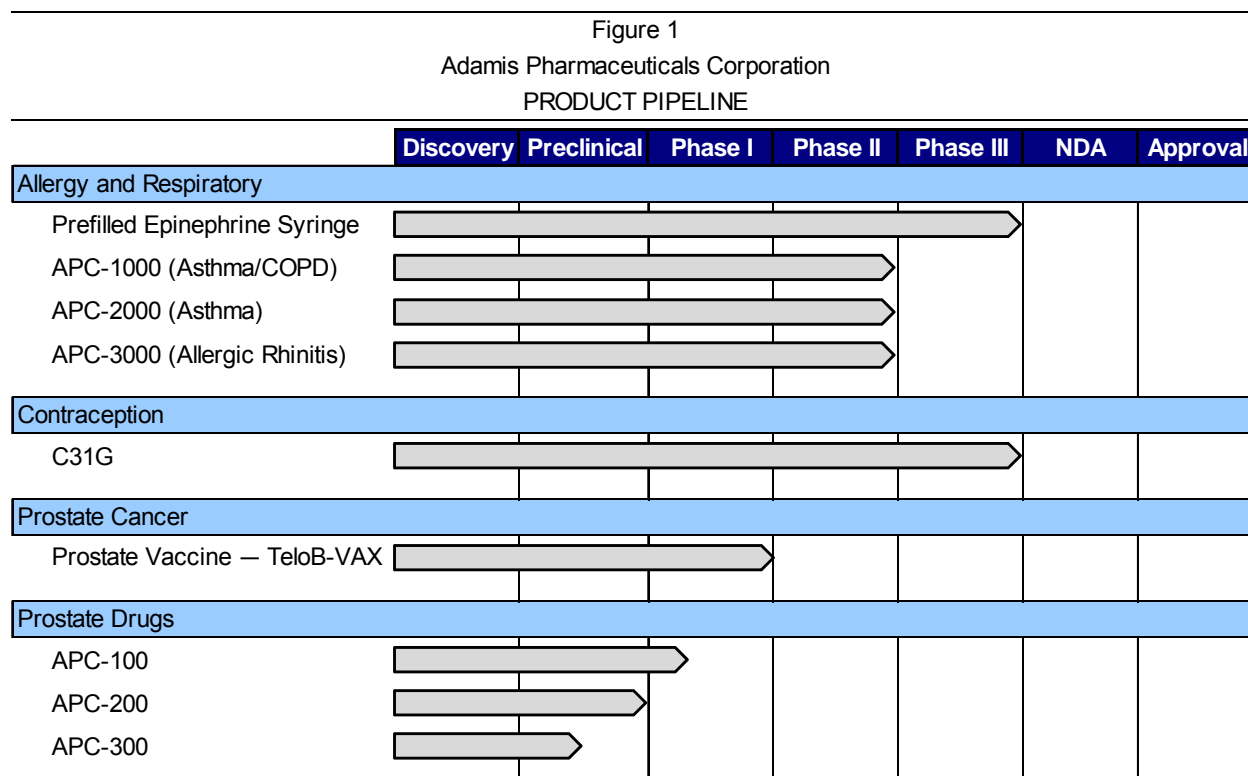 Figure 1
Adamis Pharmaceuticals Corporation
PRODUCT PIPELINE
Discovery Preclinical Phase I Phase II Phase III NDA Approval
Allergy and Respiratory
Prefilled Epinephrine Syringe
APC-1000 (Asthma/COPD)
APC-2000 (Asthma)
APC-3000 (Allergic Rhinitis)
Contraception
C31G
Prostate Cancer
Prostate Vaccine — TeloB-VAX
Prostate Drugs
APC-100
APC-200
APC-300